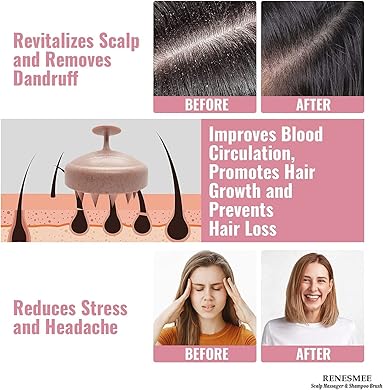 Revitalizes Scalp
and Removes
Dandruff
BEFORE
AFTER
Improves Blood
Circulation,
Promotes Hair
Growth and
Prevents
Hair Loss
Reduces Stress
and Headache
BEFORE
AFTER
RENESMEE
Scalp Massager & Shampoo Brush